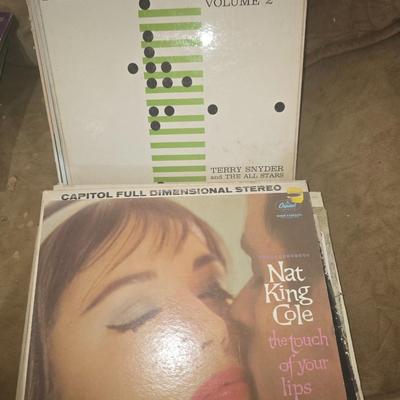 VOLUME 2
TERRY SNYDER
and THE ALL STARS
CAPITOL FULL DIMENSIONAL STEREO
Capitol
Nat
King
Cole
the touch
of your
lips